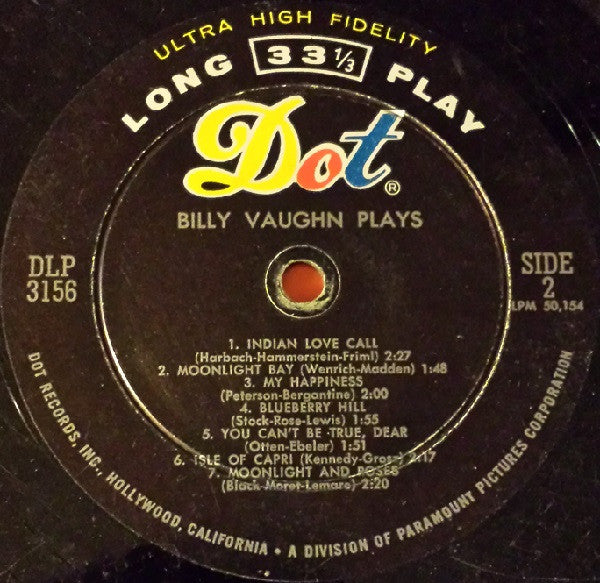 ULTRA HIGH FIDELITY
LONG 33 1/3 PLAY
Dot®
BILLY VAUGHN PLAYS
DLP
3156
SIDE
2
LPM 50,154
1. INDIAN LOVE CALL
(Harbach-Hammerstein-Friml) 2:27
2. MOONLIGHT BAY (Wenrich-Madden) 1:48
3. MY HAPPINESS
(Peterson-Bergantine) 2:00
4. BLUEBERRY HILL
(Stock-Rose-Lewis) 1:55
5. YOU CAN'T BE TRUE, DEAR
(Otten-Ebeler) 1:51
6. ISLE OF CAPRI (Kennedy-Grosz) 2:17
7. MOONLIGHT AND ROSES
(Black-Moret-Lemare) 2:20
DOT RECORDS, INC., HOLLYWOOD, CALIFORNIA • A DIVISION OF PARAMOUNT PICTURES CORPORATION